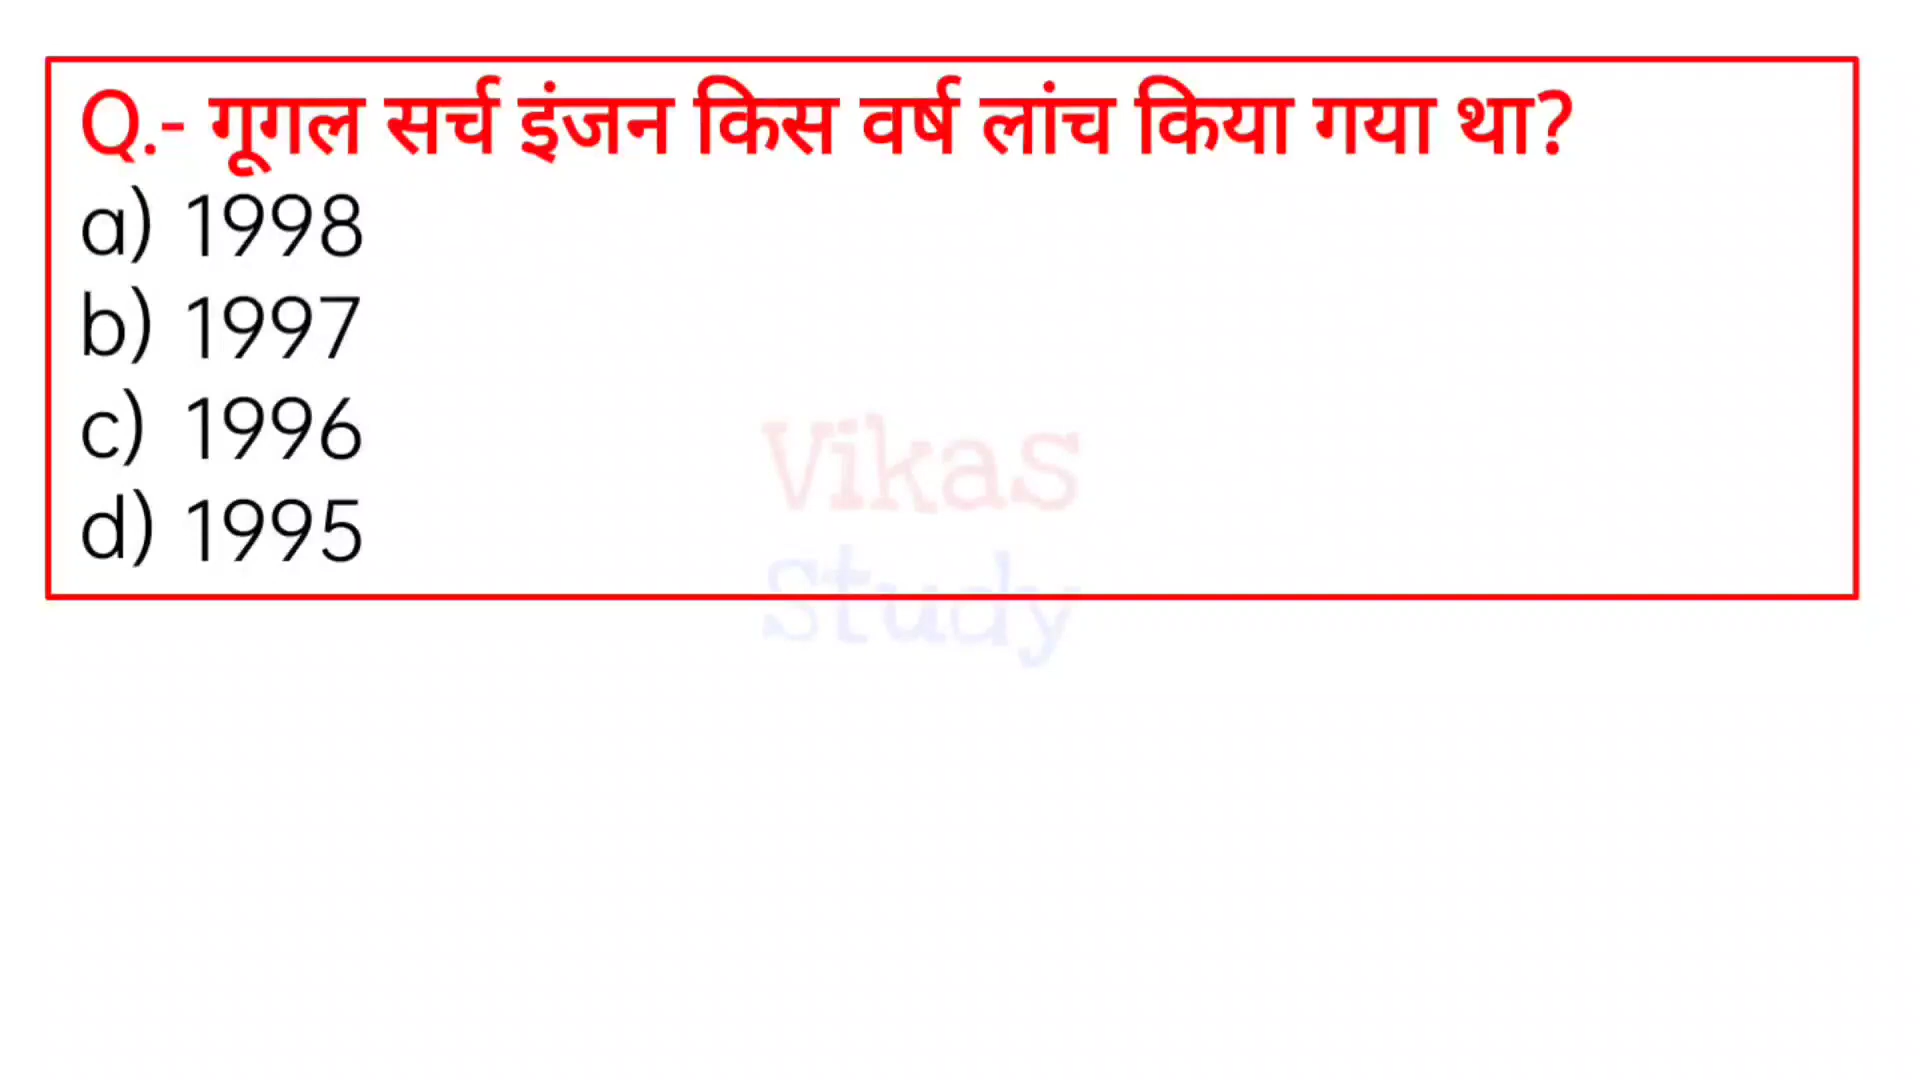 Q.- गूगल सर्च इंजन किस वर्ष लांच किया गया था?
a) 1998
b) 1997
c) 1996
d) 1995
Vikas
Study